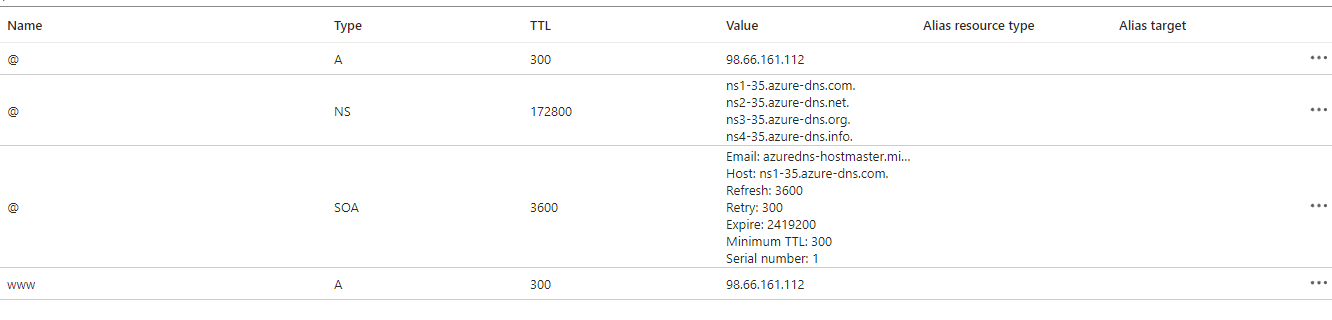 Name Type TTL Value Alias resource type Alias target
@ A 300 98.66.161.112
@ NS 172800 ns1-35.azure-dns.com.
ns2-35.azure-dns.net.
ns3-35.azure-dns.org.
ns4-35.azure-dns.info.
@ SOA 3600 Email: azuredns-hostmaster.mi...
Host: ns1-35.azure-dns.com.
Refresh: 3600
Retry: 300
Expire: 2419200
Minimum TTL: 300
Serial number: 1
www A 300 98.66.161.112